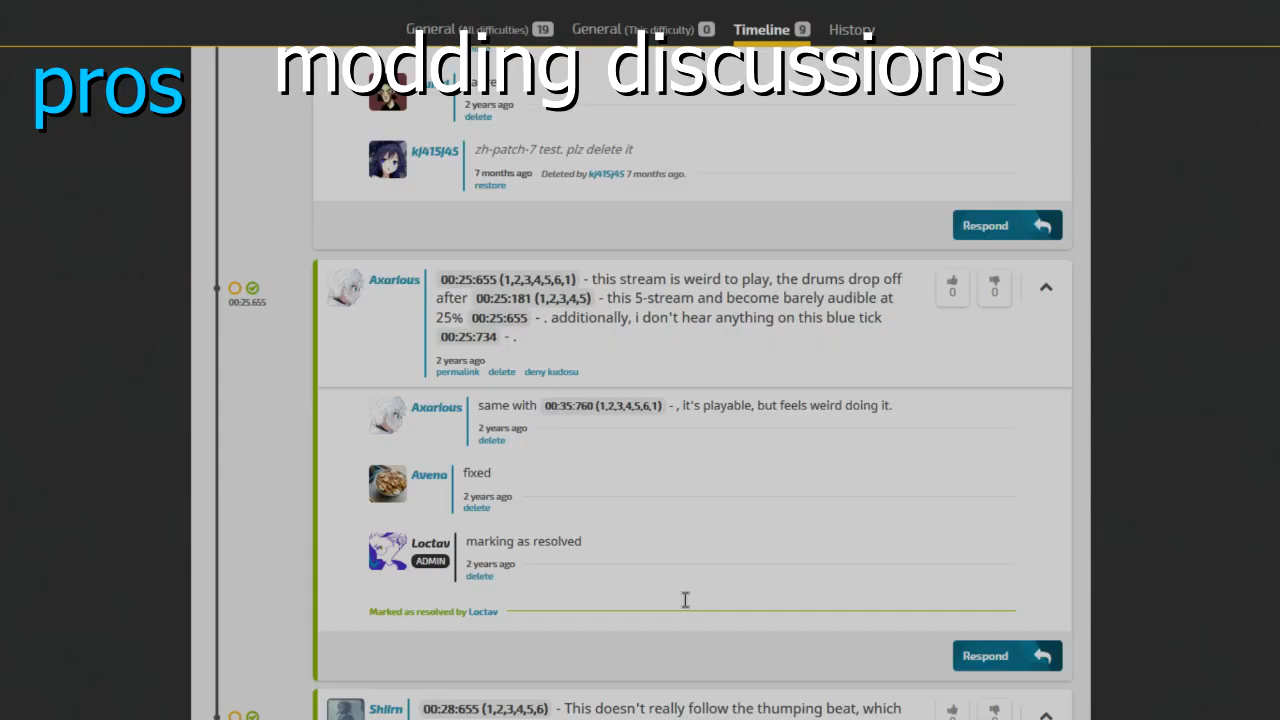 General (All difficulties) 19 General (This difficulty) 0 Timeline 9 History
modding discussions
pros
2 years ago
delete
kj415j45 zh-patch-7 test. plz delete it
7 months ago Deleted by kj415j45 7 months ago.
restore
Respond
00:25.655
Axarious 00:25:655 (1,2,3,4,5,6,1) - this stream is weird to play, the drums drop off
after 00:25:181 (1,2,3,4,5) - this 5-stream and become barely audible at
25% 00:25:655 - . additionally, i don't hear anything on this blue tick
00:25:734 - .
0 0
2 years ago
permalink delete deny kudosu
Axarious same with 00:35:760 (1,2,3,4,5,6,1) - , it's playable, but feels weird doing it.
2 years ago
delete
Avena fixed
2 years ago
delete
Loctav marking as resolved
ADMIN
2 years ago
delete
Marked as resolved by Loctav
Respond
Shiirn 00:28:655 (1,2,3,4,5,6) - This doesn't really follow the thumping beat, which